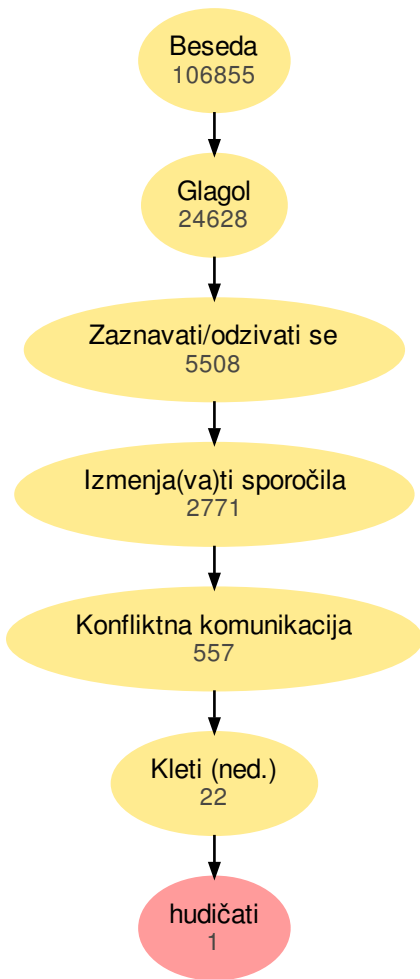 Beseda
106855
Glagol
24628
Zaznavati/odzivati se
5508
Izmenja(va)ti sporočila
2771
Konfliktna komunikacija
557
Kleti (ned.)
22
hudičati
1